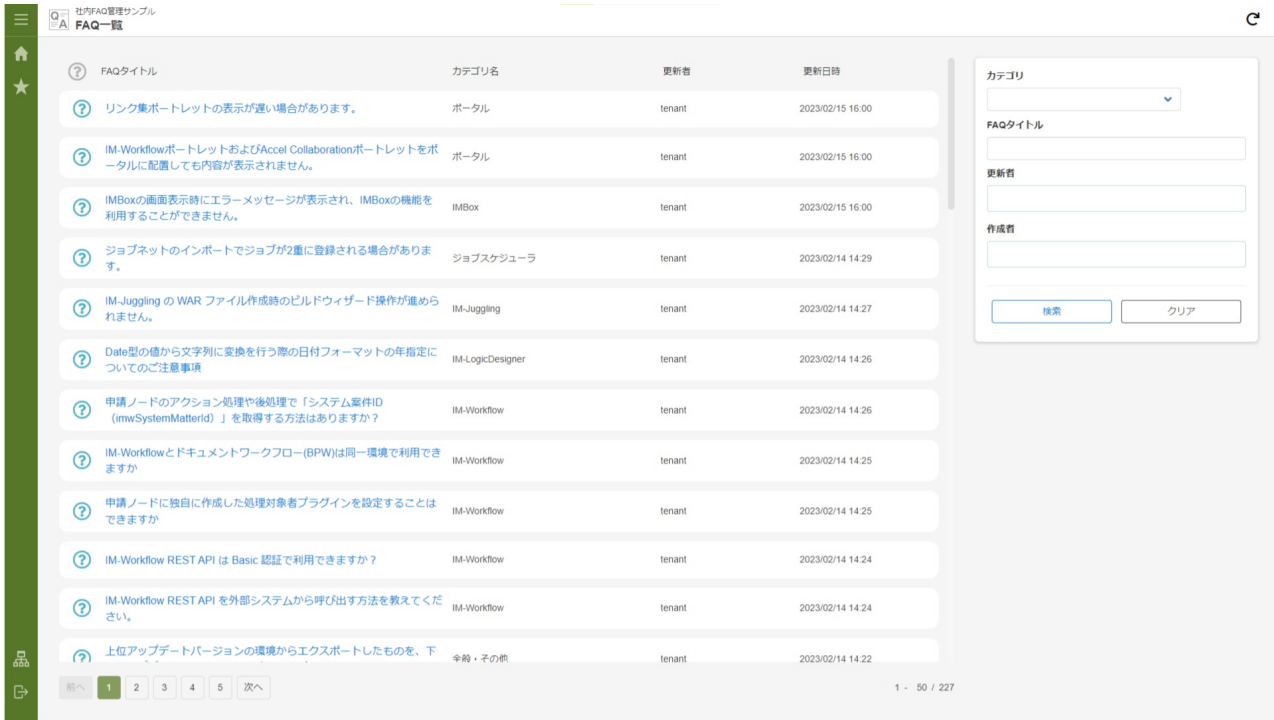 社内FAQ管理サンプル
FAQ一覧
FAQタイトル カテゴリ名 更新者 更新日時
リンク集ポートレットの表示が遅い場合があります。 ポータル tenant 2023/02/15 16:00
IM-WorkflowポートレットおよびAccel Collaborationポートレットをポ
ータルに配置しても内容が表示されません。
ポータル tenant 2023/02/15 16:00
IMBoxの画面表示時にエラーメッセージが表示され、IMBoxの機能を
利用することができません。
IMBox tenant 2023/02/15 16:00
ジョブネットのインポートでジョブが2重に登録される場合がありま
す。
ジョブスケジューラ tenant 2023/02/14 14:29
IM-Juggling の WAR ファイル作成時のビルドウィザード操作が進めら
れません。
IM-Juggling tenant 2023/02/14 14:27
Date型の値から文字列に変換を行う際の日付フォーマットの年指定に
ついてのご注意事項
IM-LogicDesigner tenant 2023/02/14 14:26
申請ノードのアクション処理や後処理で「システム案件ID
（imwSystemMatterId）」を取得する方法はありますか？
IM-Workflow tenant 2023/02/14 14:26
IM-Workflowとドキュメントワークフロー(BPW)は同一環境で利用でき
ますか
IM-Workflow tenant 2023/02/14 14:25
申請ノードに独自に作成した処理対象者プラグインを設定することは
できますか
IM-Workflow tenant 2023/02/14 14:25
IM-Workflow REST API は Basic 認証で利用できますか？ IM-Workflow tenant 2023/02/14 14:24
IM-Workflow REST API を外部システムから呼び出す方法を教えてくだ
さい。
IM-Workflow tenant 2023/02/14 14:24
上位アップデートバージョンの環境からエクスポートしたものを、下
全般・その他 tenant 2023/02/14 14:22
前へ 1 2 3 4 5 次へ
1 - 50 / 227
カテゴリ
FAQタイトル
更新者
作成者
検索 クリア